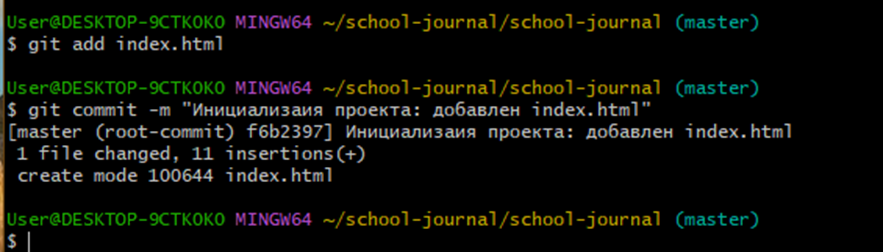 User@DESKTOP-9CTKOKO MINGW64 ~/school-journal/school-journal (master)
$ git add index.html
User@DESKTOP-9CTKOKO MINGW64 ~/school-journal/school-journal (master)
$ git commit -m "Инициализаия проекта: добавлен index.html"
[master (root-commit) f6b2397] Инициализаия проекта: добавлен index.html
1 file changed, 11 insertions(+)
create mode 100644 index.html
User@DESKTOP-9CTKOKO MINGW64 ~/school-journal/school-journal (master)
$